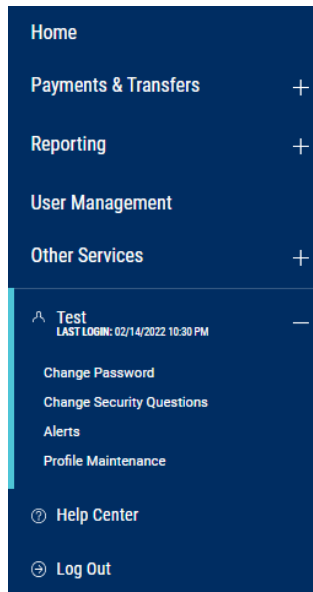 Home
Payments & Transfers
Reporting
User Management
Other Services
Test
LAST LOGIN: 02/14/2022 10:30 PM
Change Password
Change Security Questions
Alerts
Profile Maintenance
Help Center
Log Out